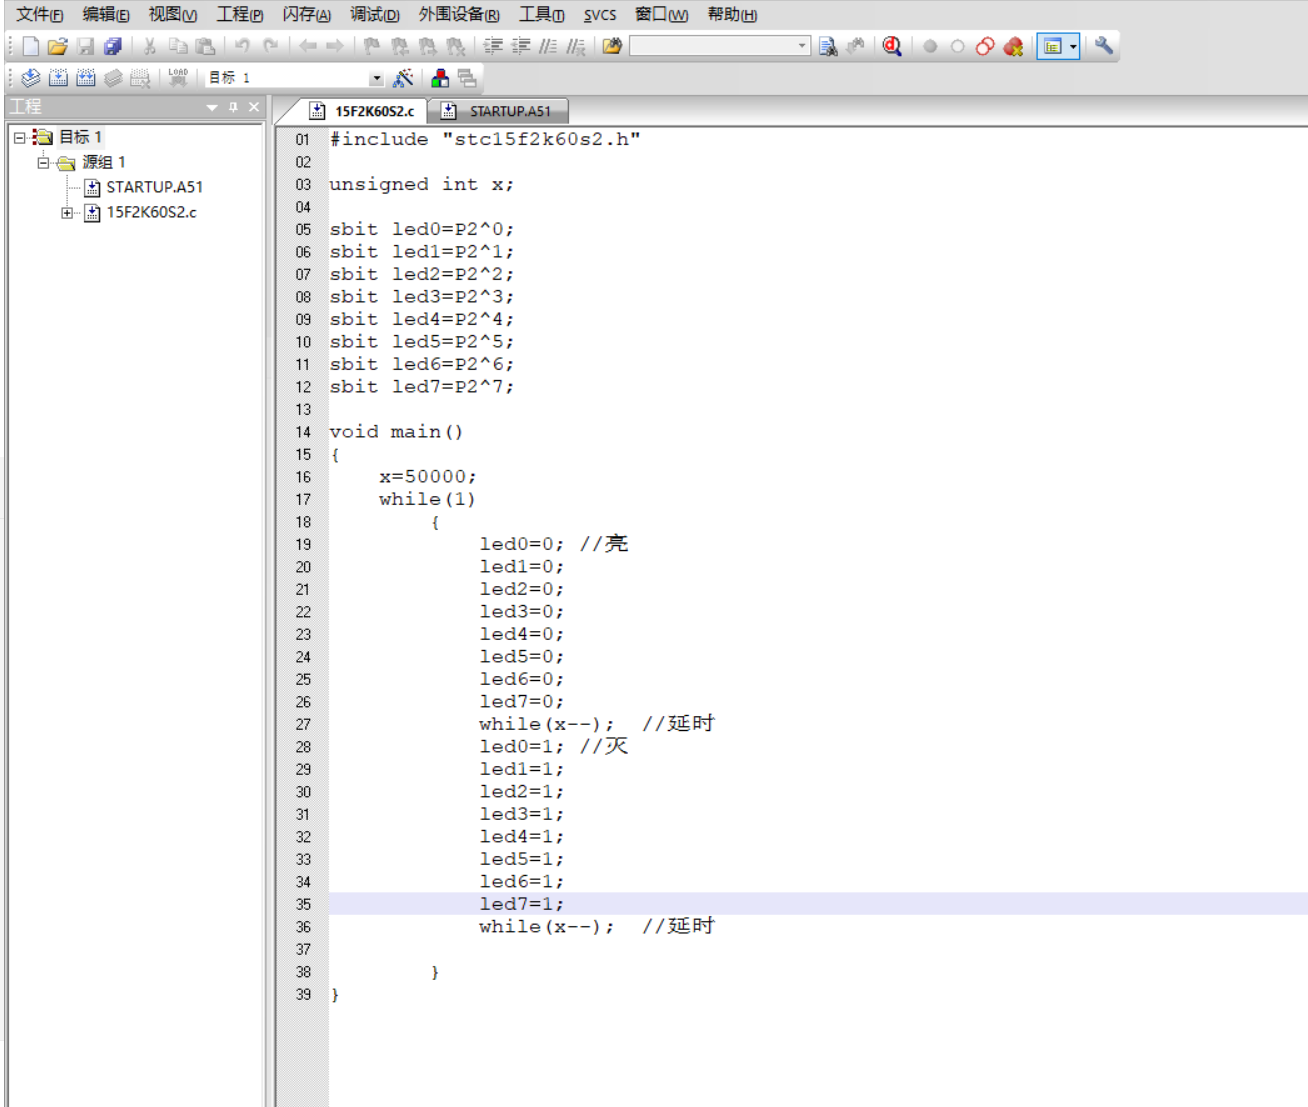 文件(F) 编辑(E) 视图(V) 工程(P) 闪存(A) 调试(D) 外围设备(R) 工具(T) SVCS 窗口(W) 帮助(H)
LOAD 目标 1
工程
15F2K60S2.c STARTUP.A51
目标 1
源组 1
STARTUP.A51
15F2K60S2.c
01 #include "stc15f2k60s2.h"
02
03 unsigned int x;
04
05 sbit led0=P2^0;
06 sbit led1=P2^1;
07 sbit led2=P2^2;
08 sbit led3=P2^3;
09 sbit led4=P2^4;
10 sbit led5=P2^5;
11 sbit led6=P2^6;
12 sbit led7=P2^7;
13
14 void main()
15 {
16 x=50000;
17 while(1)
18 {
19 led0=0; //亮
20 led1=0;
21 led2=0;
22 led3=0;
23 led4=0;
24 led5=0;
25 led6=0;
26 led7=0;
27 while(x--); //延时
28 led0=1; //灭
29 led1=1;
30 led2=1;
31 led3=1;
32 led4=1;
33 led5=1;
34 led6=1;
35 led7=1;
36 while(x--); //延时
37
38 }
39 }